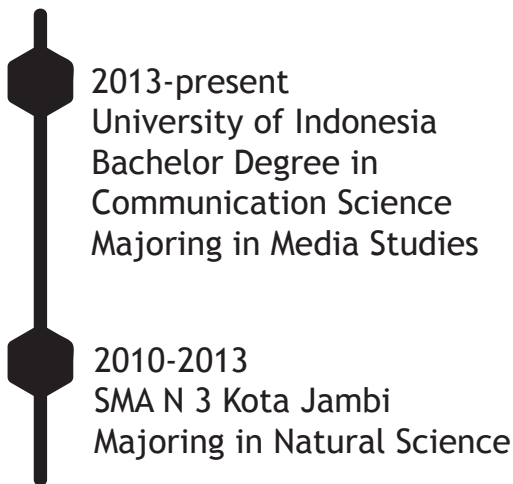 2013-present
University of Indonesia
Bachelor Degree in
Communication Science
Majoring in Media Studies
2010-2013
SMA N 3 Kota Jambi
Majoring in Natural Science